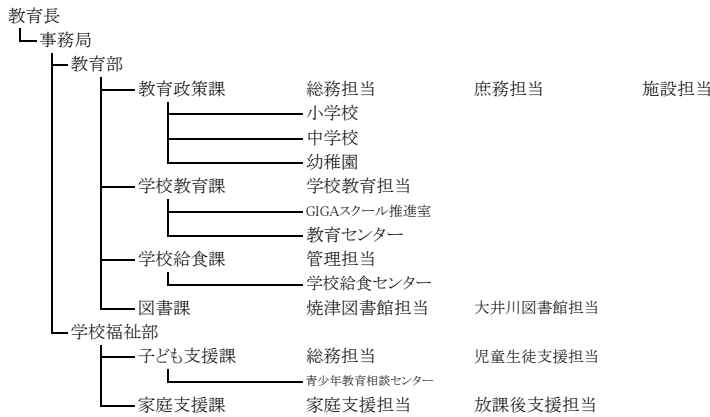 教育長
事務局
教育部
教育政策課 総務担当 庶務担当 施設担当
小学校
中学校
幼稚園
学校教育課 学校教育担当
GIGAスクール推進室
教育センター
学校給食課 管理担当
学校給食センター
図書課 焼津図書館担当 大井川図書館担当
学校福祉部
子ども支援課 総務担当 児童生徒支援担当
青少年教育相談センター
家庭支援課 家庭支援担当 放課後支援担当